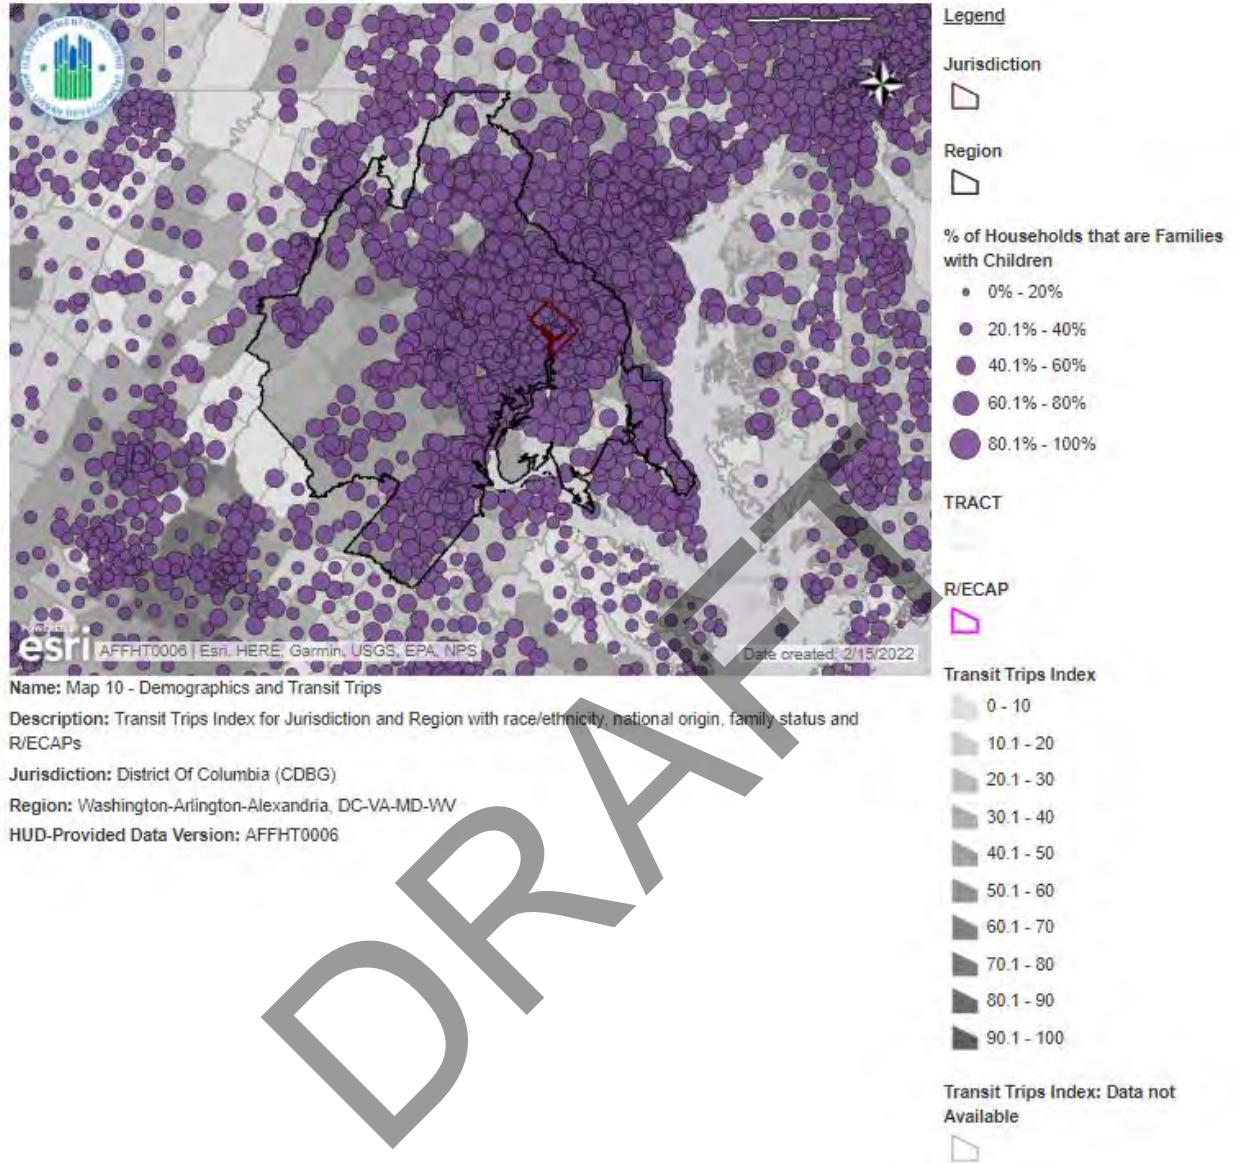 Legend
Jurisdiction
Region
% of Households that are Families
with Children
0% - 20%
20.1% - 40%
40.1% - 60%
60.1% - 80%
80.1% - 100%
TRACT
R/ECAP
Transit Trips Index
0 - 10
10.1 - 20
20.1 - 30
30.1 - 40
40.1 - 50
50.1 - 60
60.1 - 70
70.1 - 80
80.1 - 90
90.1 - 100
Transit Trips Index: Data not
Available
POWERED BY
esri
AFFHT0006 | Esri, HERE, Garmin, USGS, EPA, NPS
Date created: 2/15/2022
Name: Map 10 - Demographics and Transit Trips
Description: Transit Trips Index for Jurisdiction and Region with race/ethnicity, national origin, family status and
R/ECAPs
Jurisdiction: District Of Columbia (CDBG)
Region: Washington-Arlington-Alexandria, DC-VA-MD-WV
HUD-Provided Data Version: AFFHT0006
DRAFT